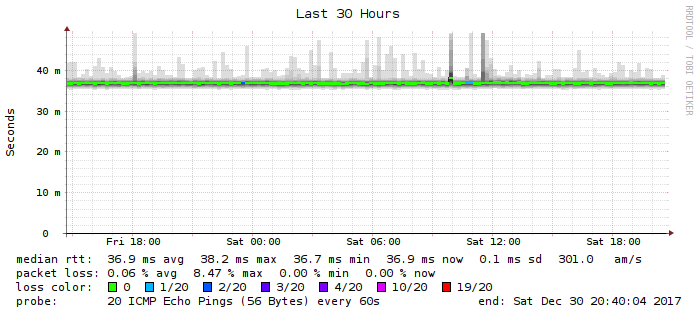 Last 30 Hours
RRDTOOL / TOBI OETIKER
Seconds
40 m
30 m
20 m
10 m
0
Fri 18:00 Sat 00:00 Sat 06:00 Sat 12:00 Sat 18:00
median rtt: 36.9 ms avg 38.2 ms max 36.7 ms min 36.9 ms now 0.1 ms sd 301.0 am/s
packet loss: 0.06 % avg 8.47 % max 0.00 % min 0.00 % now
loss color: 0 1/20 2/20 3/20 4/20 10/20 19/20
probe: 20 ICMP Echo Pings (56 Bytes) every 60s end: Sat Dec 30 20:40:04 2017